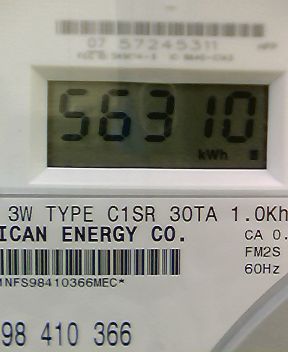 07 57245311
56310
kWh
3W TYPE C1SR 30TA 1.0Kh
ICAN ENERGY CO.
CA 0.
FM2S
60Hz
NFS98410366MEC*
98 410 366